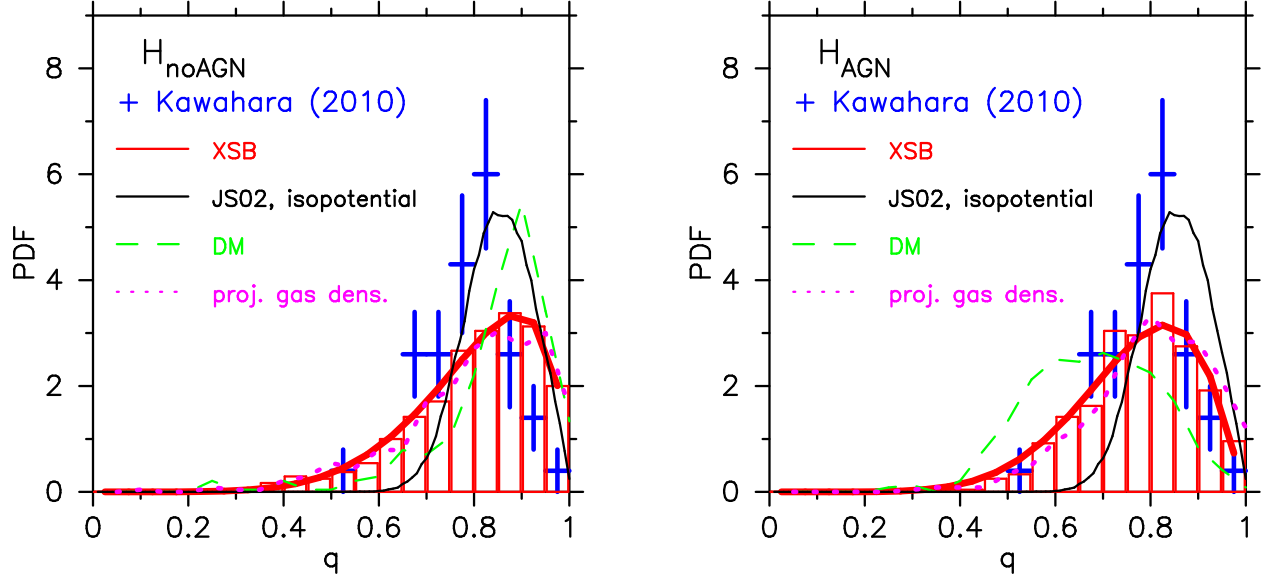 H_noAGN
+ Kawahara (2010)
XSB
JS02, isopotential
DM
proj. gas dens.
PDF
8
6
4
2
0
0 0.2 0.4 0.6 0.8 1
q
H_AGN
+ Kawahara (2010)
XSB
JS02, isopotential
DM
proj. gas dens.
PDF
8
6
4
2
0
0 0.2 0.4 0.6 0.8 1
q